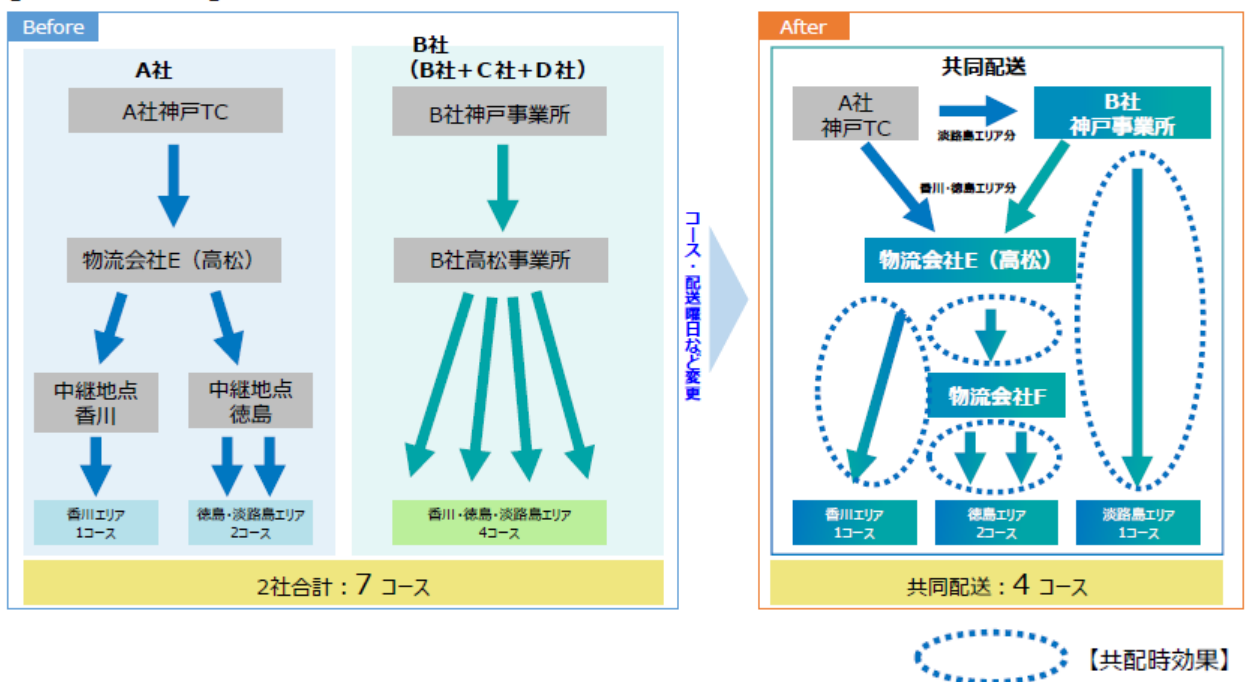 Before
A社
A社神戸TC
物流会社E（高松）
中継地点
香川
中継地点
徳島
香川エリア
1コース
徳島・淡路島エリア
2コース
B社
（B社+C社+D社）
B社神戸事業所
B社高松事業所
香川・徳島・淡路島エリア
4コース
2社合計：7 コース
コース・配送曜日など変更
After
共同配送
A社
神戸TC
淡路島エリア分
B社
神戸事業所
香川・徳島エリア分
物流会社E（高松）
物流会社F
香川エリア
1コース
徳島エリア
2コース
淡路島エリア
1コース
共同配送：4 コース
【共配時効果】